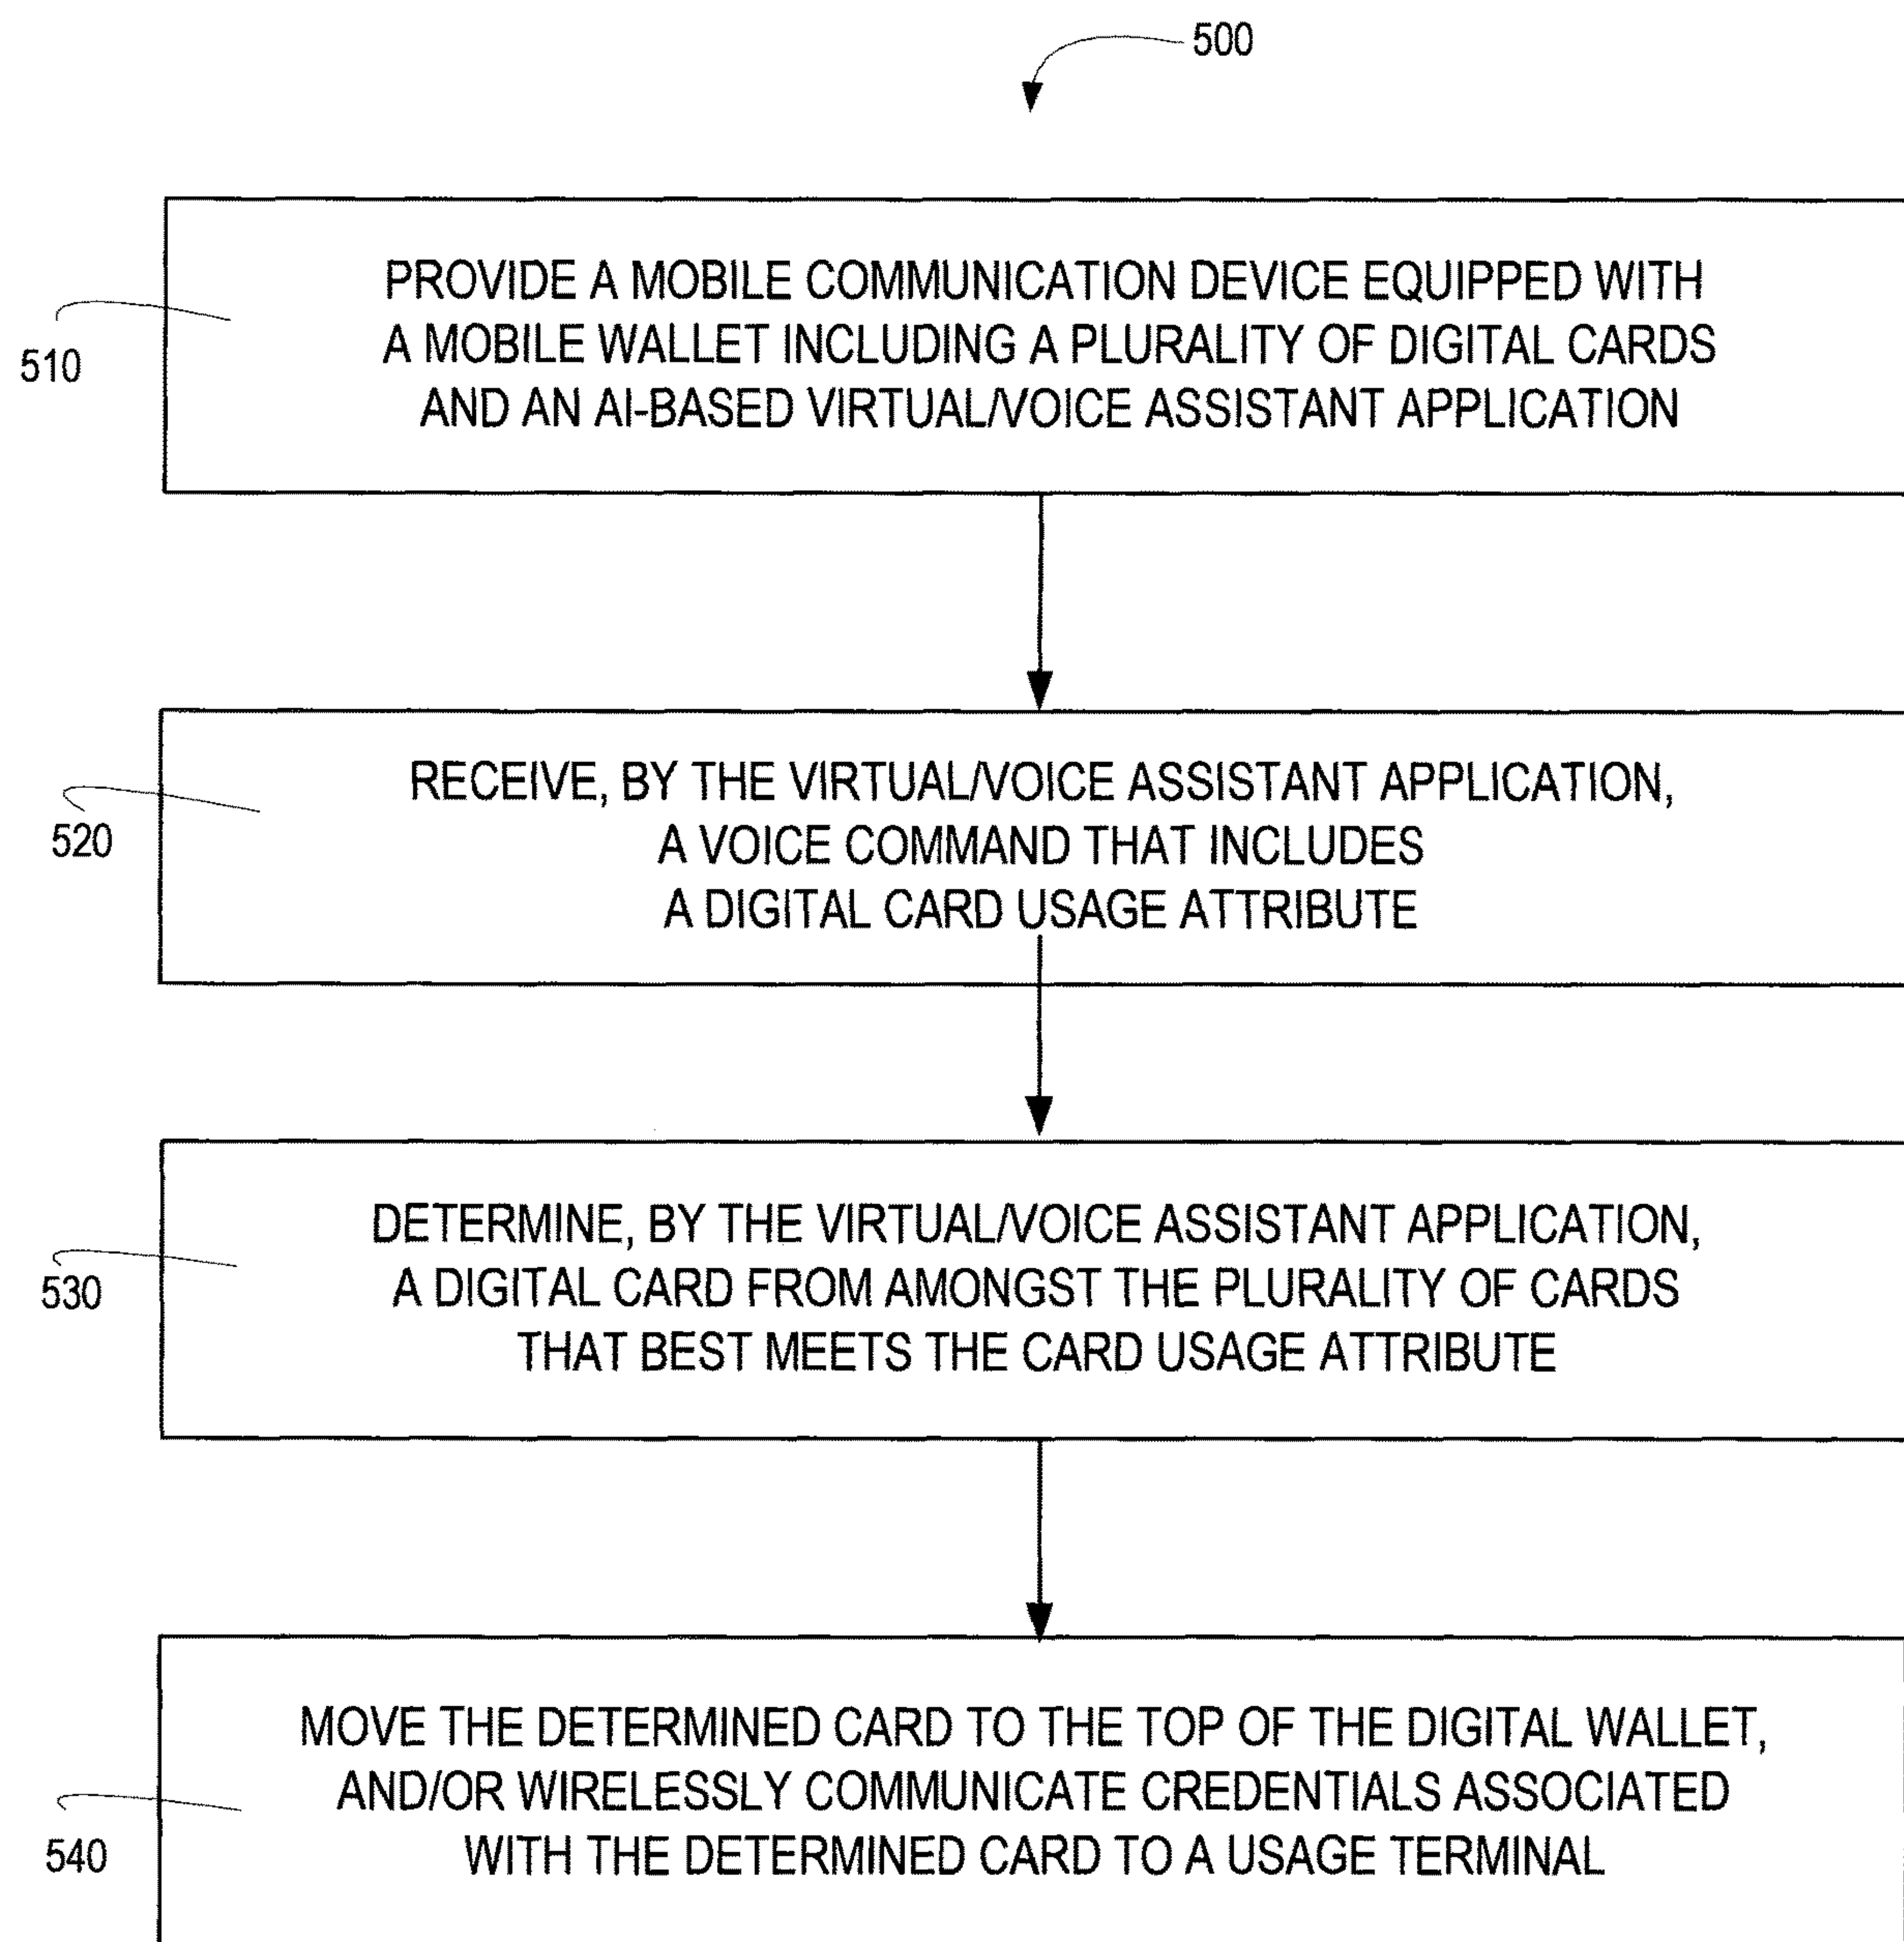 500
PROVIDE A MOBILE COMMUNICATION DEVICE EQUIPPED WITH
A MOBILE WALLET INCLUDING A PLURALITY OF DIGITAL CARDS
AND AN AI-BASED VIRTUAL/VOICE ASSISTANT APPLICATION
510
RECEIVE, BY THE VIRTUAL/VOICE ASSISTANT APPLICATION,
A VOICE COMMAND THAT INCLUDES
A DIGITAL CARD USAGE ATTRIBUTE
520
DETERMINE, BY THE VIRTUAL/VOICE ASSISTANT APPLICATION,
A DIGITAL CARD FROM AMONGST THE PLURALITY OF CARDS
THAT BEST MEETS THE CARD USAGE ATTRIBUTE
530
MOVE THE DETERMINED CARD TO THE TOP OF THE DIGITAL WALLET,
AND/OR WIRELESSLY COMMUNICATE CREDENTIALS ASSOCIATED
WITH THE DETERMINED CARD TO A USAGE TERMINAL
540